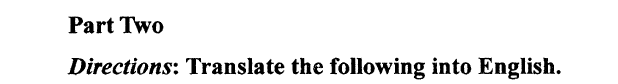 Part Two
Directions: Translate the following into English.